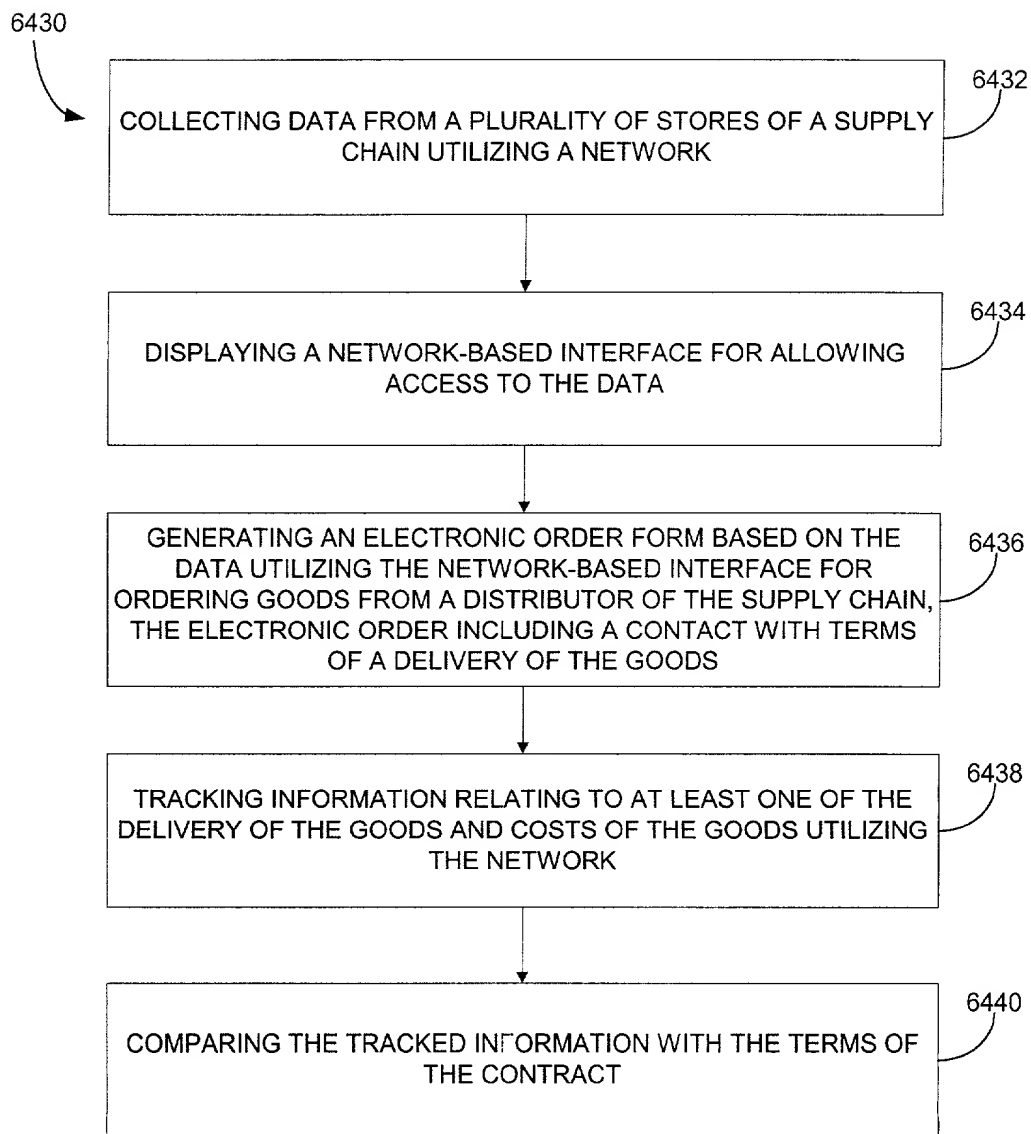 6430
6432
COLLECTING DATA FROM A PLURALITY OF STORES OF A SUPPLY
CHAIN UTILIZING A NETWORK
6434
DISPLAYING A NETWORK-BASED INTERFACE FOR ALLOWING
ACCESS TO THE DATA
6436
GENERATING AN ELECTRONIC ORDER FORM BASED ON THE
DATA UTILIZING THE NETWORK-BASED INTERFACE FOR
ORDERING GOODS FROM A DISTRIBUTOR OF THE SUPPLY CHAIN,
THE ELECTRONIC ORDER INCLUDING A CONTACT WITH TERMS
OF A DELIVERY OF THE GOODS
6438
TRACKING INFORMATION RELATING TO AT LEAST ONE OF THE
DELIVERY OF THE GOODS AND COSTS OF THE GOODS UTILIZING
THE NETWORK
6440
COMPARING THE TRACKED INFORMATION WITH THE TERMS OF
THE CONTRACT